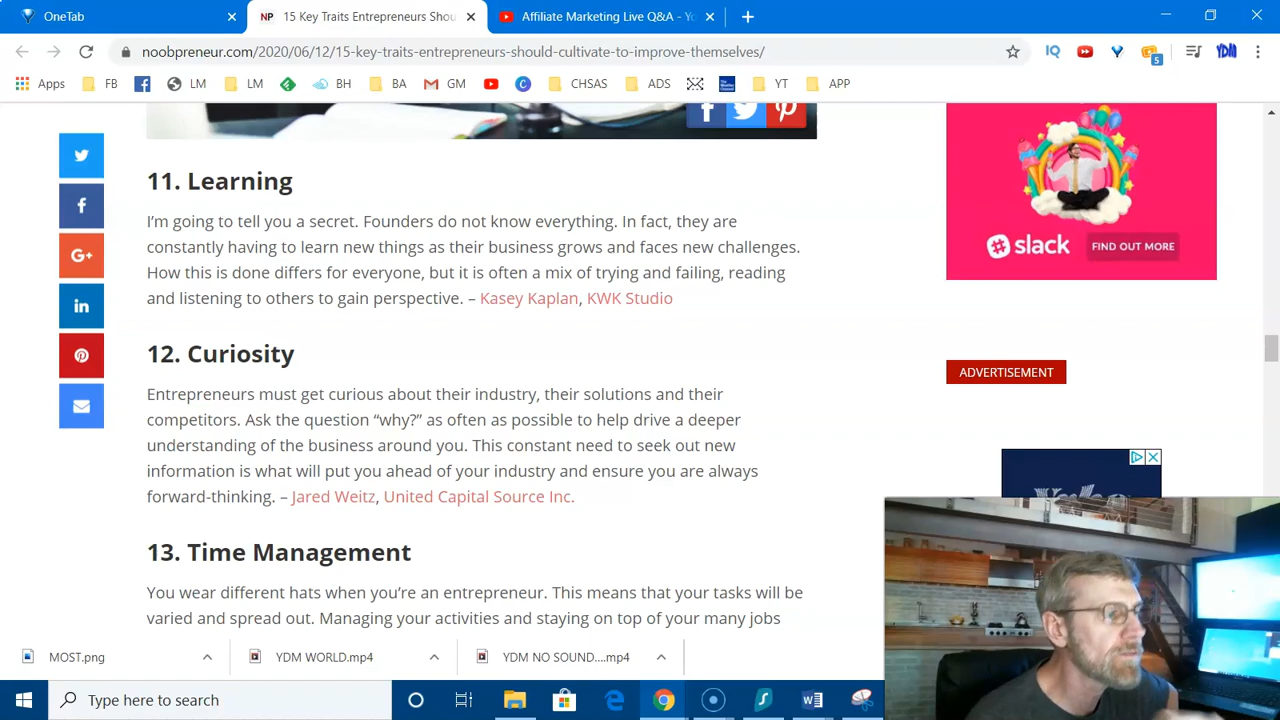 OneTab
NP 15 Key Traits Entrepreneurs Shou
Affiliate Marketing Live Q&A - Yo
noobpreneur.com/2020/06/12/15-key-traits-entrepreneurs-should-cultivate-to-improve-themselves/
IQ
5
YDM
Apps FB LM LM BH BA GM CHSAS ADS YT APP
11. Learning
I'm going to tell you a secret. Founders do not know everything. In fact, they are
constantly having to learn new things as their business grows and faces new challenges.
How this is done differs for everyone, but it is often a mix of trying and failing, reading
and listening to others to gain perspective. – Kasey Kaplan, KWK Studio
12. Curiosity
Entrepreneurs must get curious about their industry, their solutions and their
competitors. Ask the question “why?” as often as possible to help drive a deeper
understanding of the business around you. This constant need to seek out new
information is what will put you ahead of your industry and ensure you are always
forward-thinking. – Jared Weitz, United Capital Source Inc.
13. Time Management
You wear different hats when you're an entrepreneur. This means that your tasks will be
varied and spread out. Managing your activities and staying on top of your many jobs
slack
FIND OUT MORE
ADVERTISEMENT
MOST.png
YDM WORLD.mp4
YDM NO SOUND....mp4
Type here to search